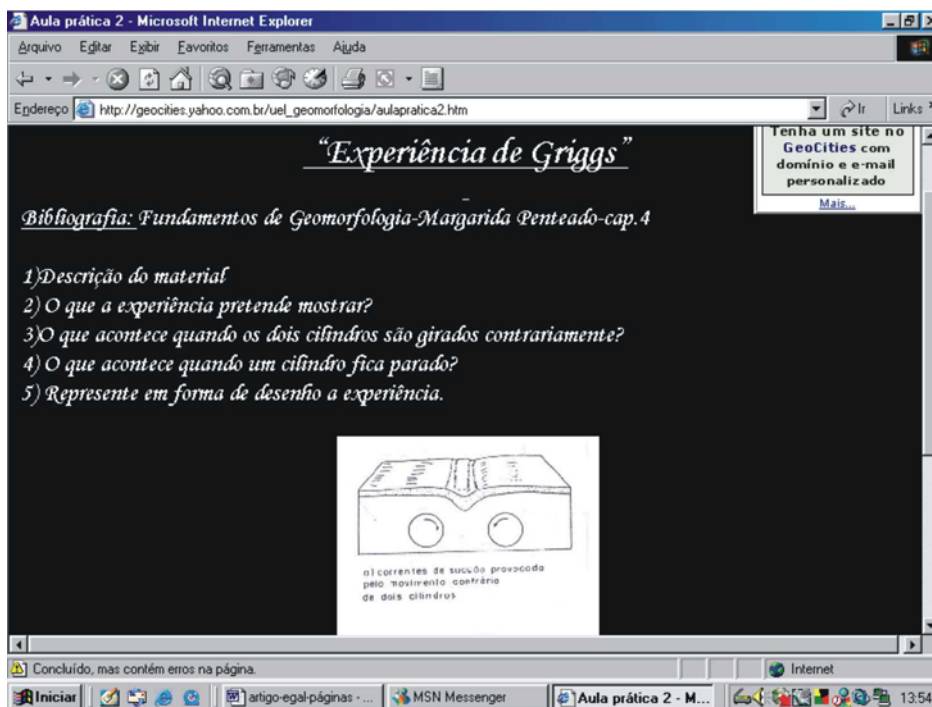 Aula prática 2 - Microsoft Internet Explorer
Arquivo Editar Exibir Favoritos Ferramentas Ajuda
Endereço http://geocities.yahoo.com.br/uel_geomorfologia/aulapratica2.htm Ir Links
"Experiência de Griggs"
Tenha um site no
GeoCities com
domínio e e-mail
personalizado
Mais...
Bibliografia: Fundamentos de Geomorfologia-Margarida Penteado-cap.4
1)Descrição do material
2) O que a experiência pretende mostrar?
3)O que acontece quando os dois cilindros são girados contrariamente?
4) O que acontece quando um cilindro fica parado?
5) Represente em forma de desenho a experiência.
a) correntes de sucção provocada
pelo movimento contrário
de dois cilindros
Concluído, mas contém erros na página. Internet
Iniciar artigo-egal-páginas - ... MSN Messenger Aula prática 2 - M... 13:54